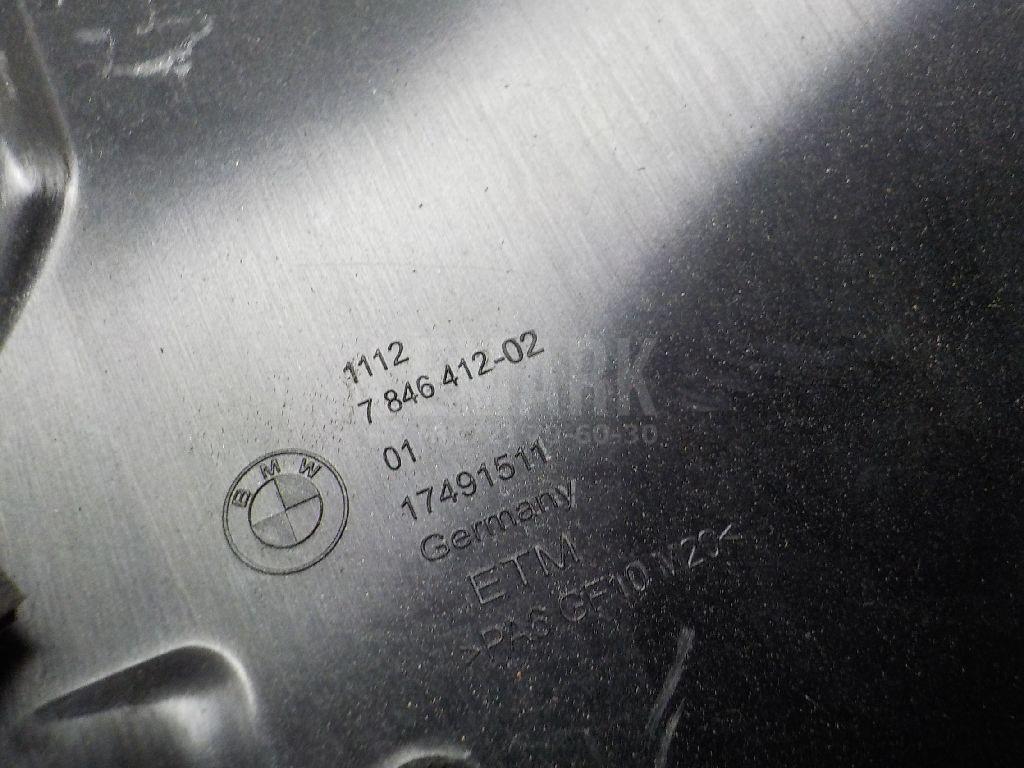 1112
7 846 412-02
01
17491511
Germany
ETM
>PA6 GF10 M20<
BMW